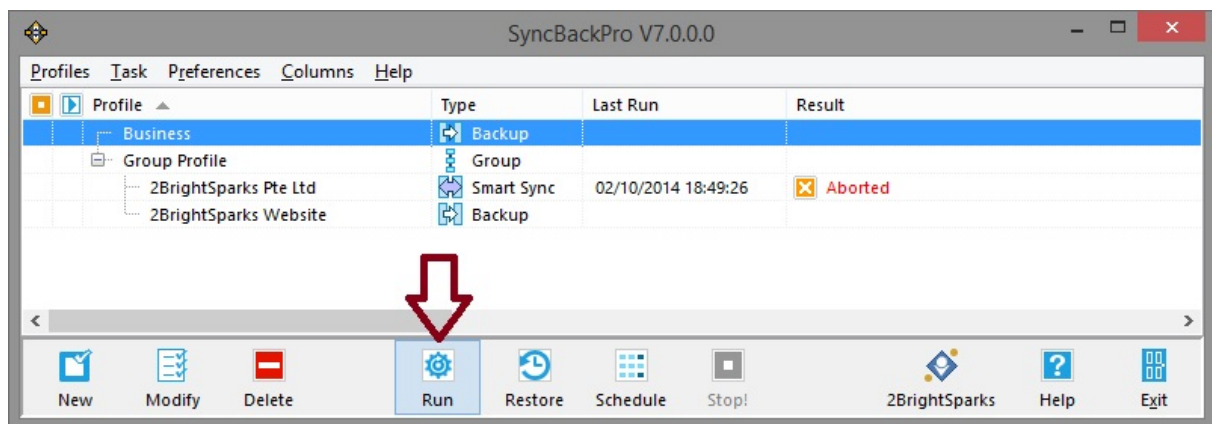 SyncBackPro V7.0.0.0
Profiles Task Preferences Columns Help
Profile Type Last Run Result
Business Backup
Group Profile Group
2BrightSparks Pte Ltd Smart Sync 02/10/2014 18:49:26 Aborted
2BrightSparks Website Backup
New Modify Delete Run Restore Schedule Stop! 2BrightSparks Help Exit